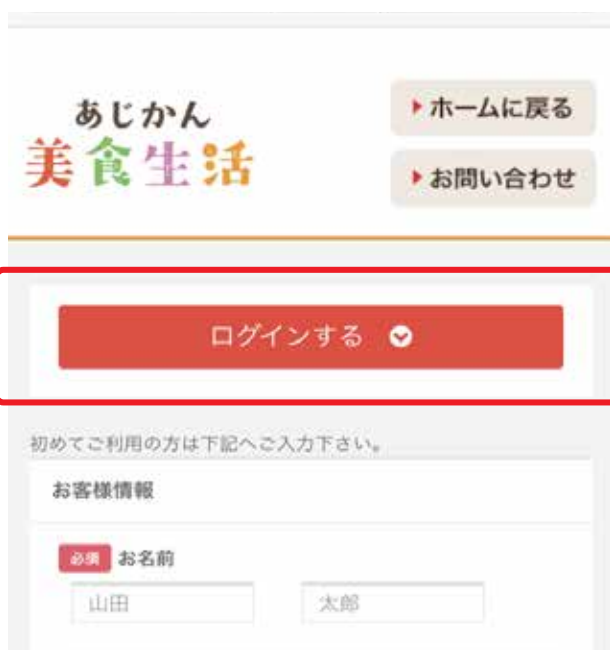 あじかん
美食生活
ホームに戻る
お問い合わせ
ログインする
初めてご利用の方は下記へご入力下さい。
お客様情報
必須 お名前
山田 太郎